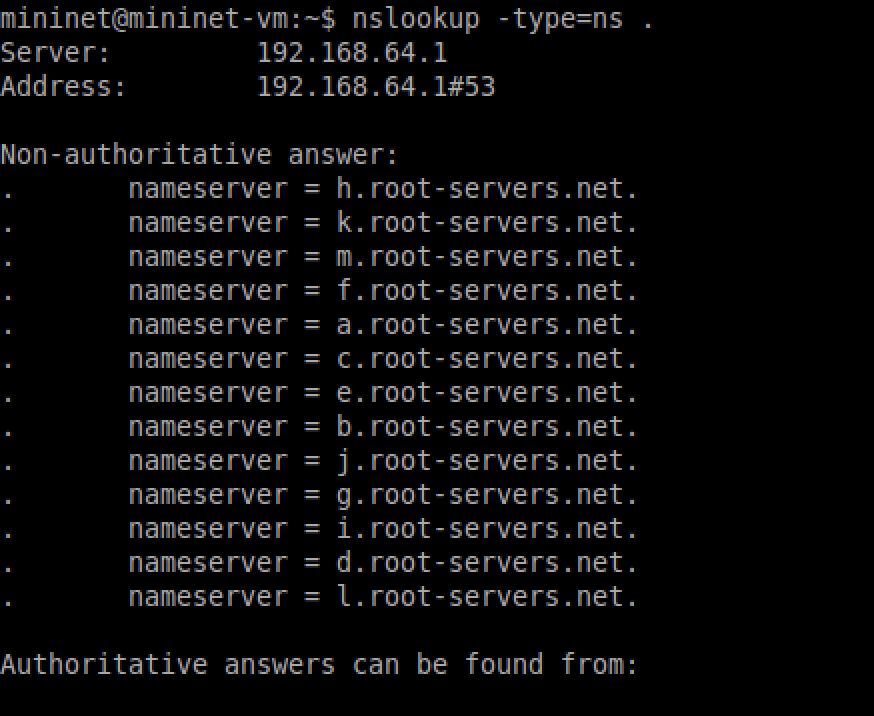 mininet@mininet-vm:~$ nslookup -type=ns .
Server:         192.168.64.1
Address:        192.168.64.1#53

Non-authoritative answer:
.       nameserver = h.root-servers.net.
.       nameserver = k.root-servers.net.
.       nameserver = m.root-servers.net.
.       nameserver = f.root-servers.net.
.       nameserver = a.root-servers.net.
.       nameserver = c.root-servers.net.
.       nameserver = e.root-servers.net.
.       nameserver = b.root-servers.net.
.       nameserver = j.root-servers.net.
.       nameserver = g.root-servers.net.
.       nameserver = i.root-servers.net.
.       nameserver = d.root-servers.net.
.       nameserver = l.root-servers.net.

Authoritative answers can be found from: